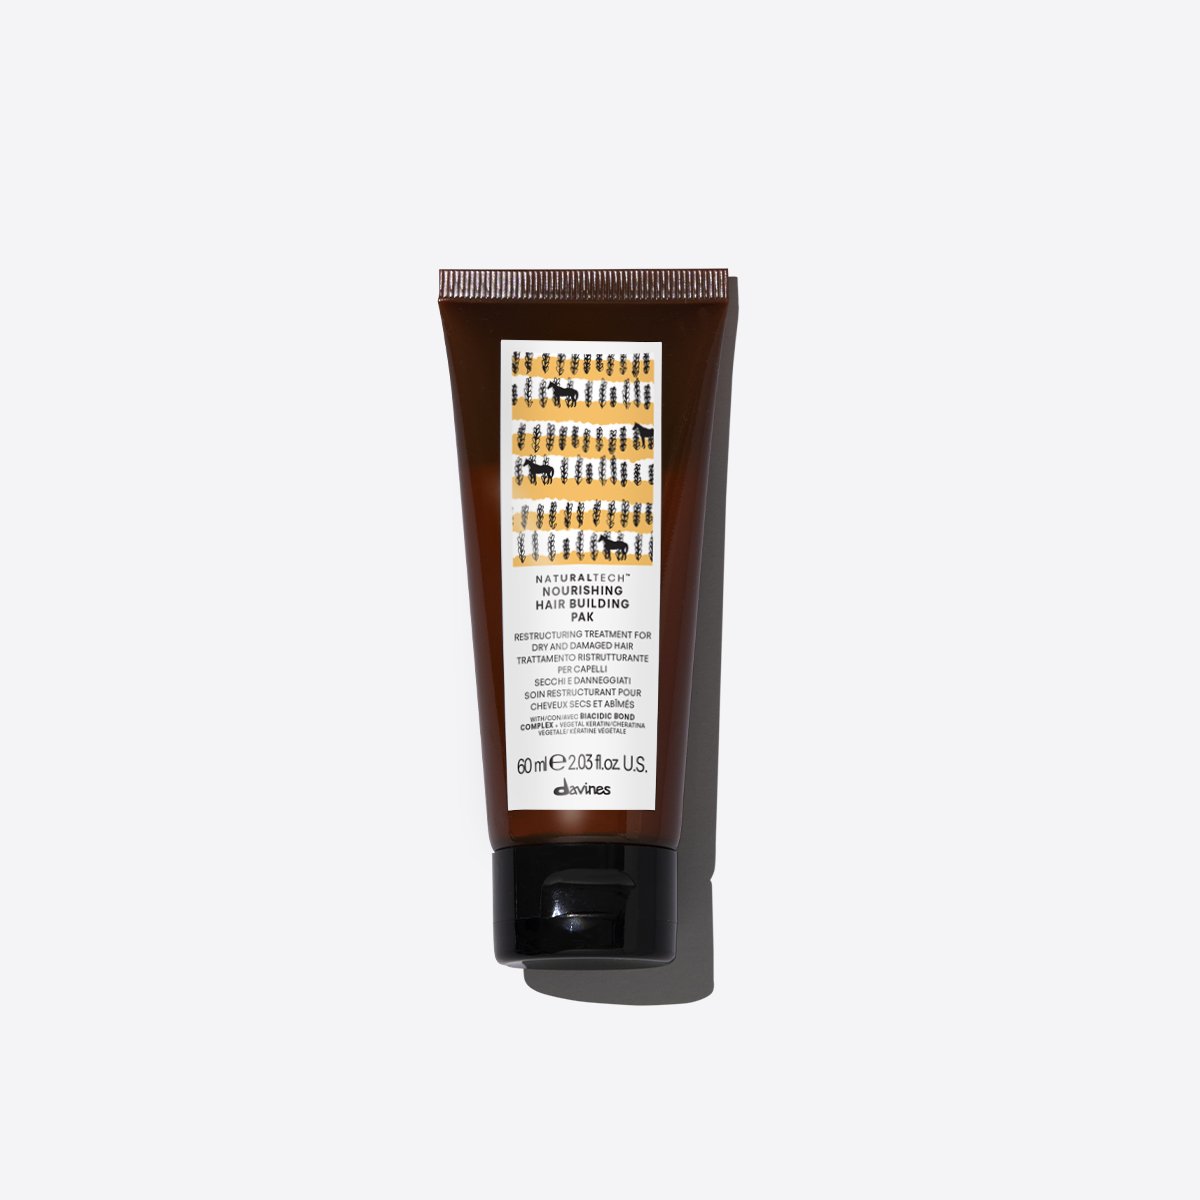 NATURALTECH™
NOURISHING
HAIR BUILDING
PAK
RESTRUCTURING TREATMENT FOR
DRY AND DAMAGED HAIR
TRATTAMENTO RISTRUTTURANTE
PER CAPELLI
SECCHI E DANNEGGIATI
SOIN RESTRUCTURANT POUR
CHEVEUX SECS ET ABÎMÉS
WITH/CON/AVEC BIACIDIC BOND
COMPLEX + VEGETAL KERATIN/CHERATINA
VEGETALE/ KÉRATINE VÉGÉTALE
60 ml ℮ 2.03 fl.oz. U.S.
davines